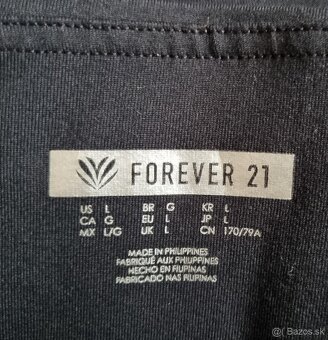 FOREVER 21
US L BR G KR L
CA G EU L JP L
MX L/G UK L CN 170/79A
MADE IN PHILIPPINES
FABRIQUÉ AUX PHILIPPINES
HECHO EN FILIPINAS
FABRICADO NAS FILIPINAS
© Bazos.sk